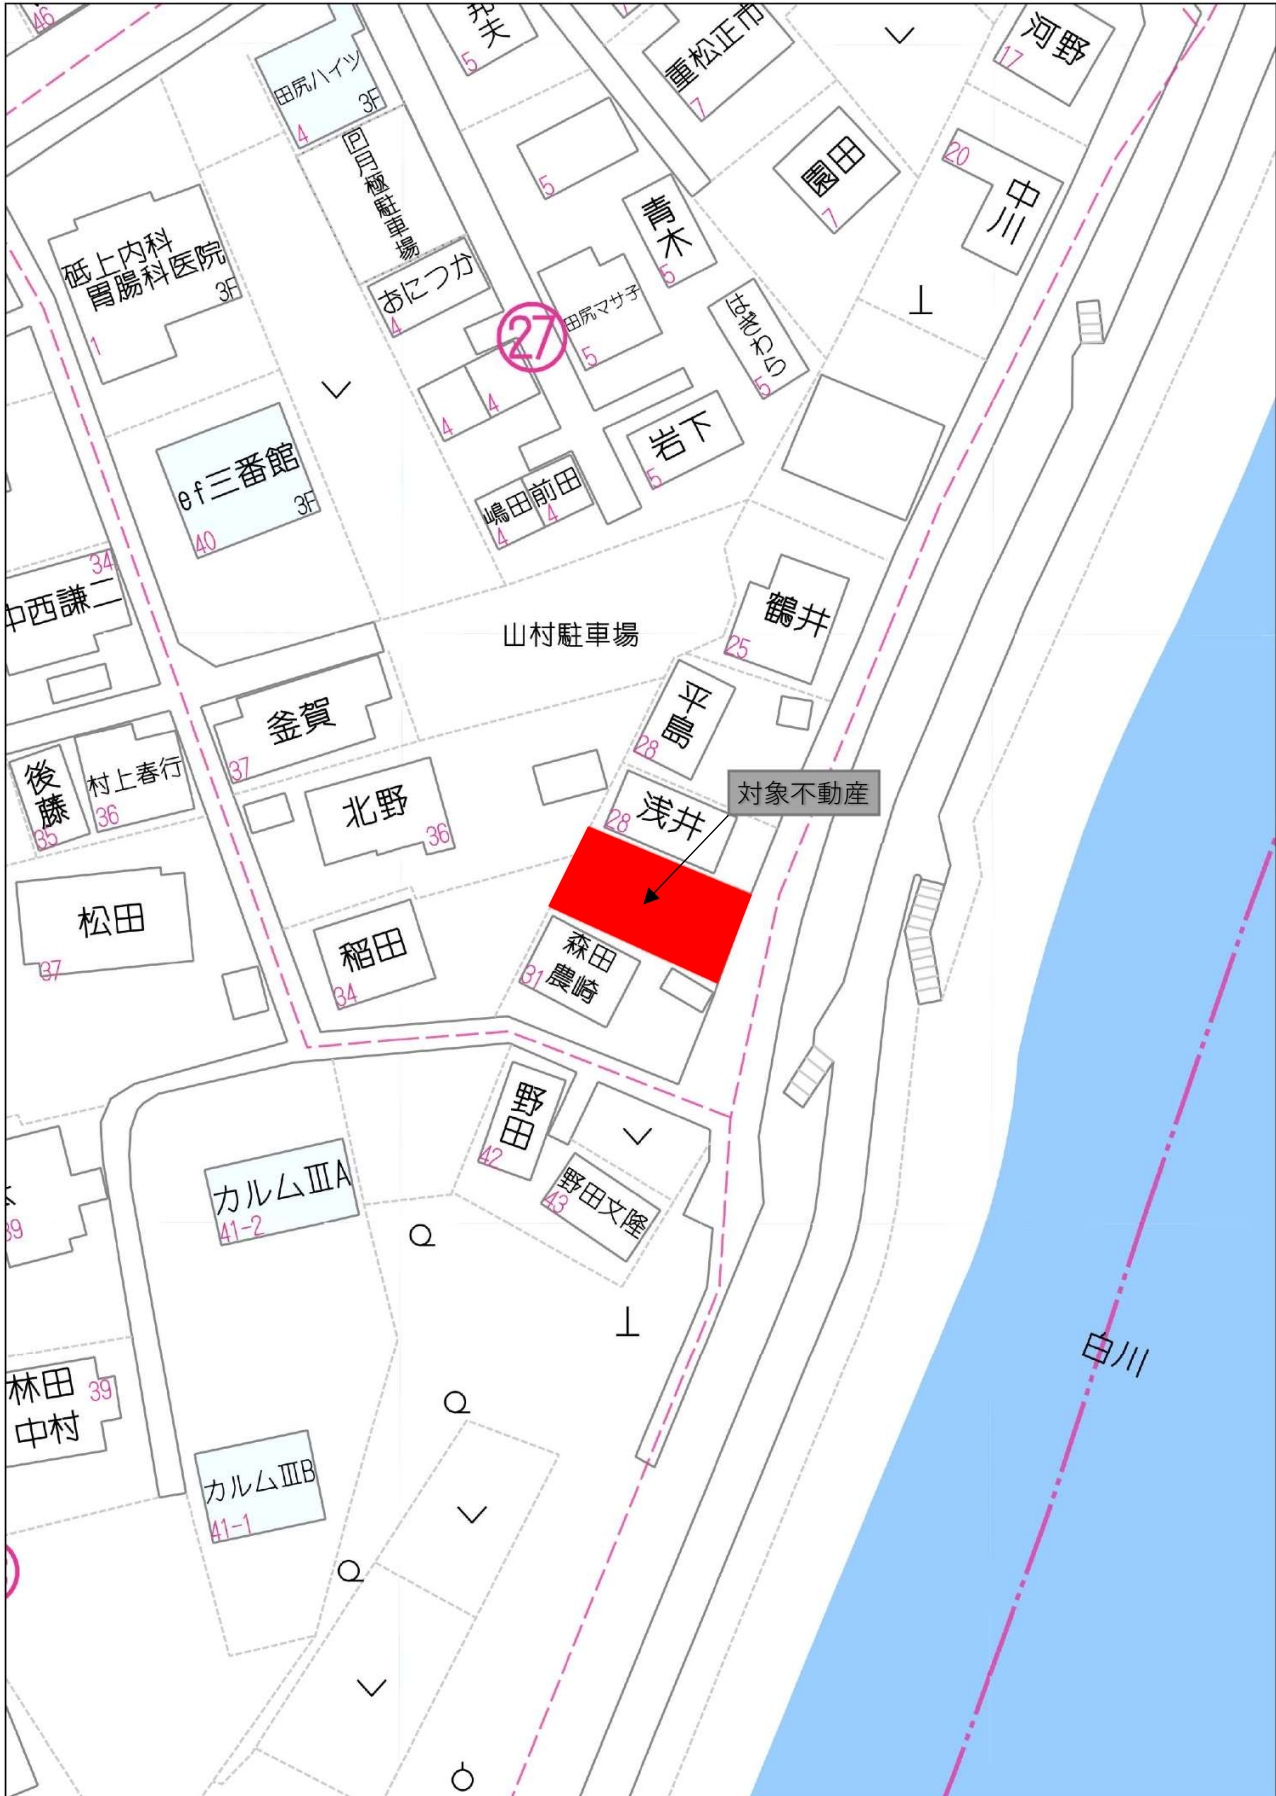 46
田尻ハイツ
3F
4
邦夫
5
重松正市
7
河野
17
回月極駐車場
5
園田
7
20
中川
砥上内科
胃腸科医院
3F
1
青木
5
おにつか
4
27
田尻マサ子
5
はぎわら
5
4
4
岩下
5
ef三番館
3F
40
嶋田
4
前田
4
34
中西謙二
山村駐車場
鶴井
25
釜賀
37
平島
28
後藤
35
村上春行
36
北野
36
対象不動産
浅井
28
松田
37
稲田
34
森田
農崎
31
野田
42
カルムⅢA
41-2
野田文隆
43
39
白川
林田
中村
39
カルムⅢB
41-1